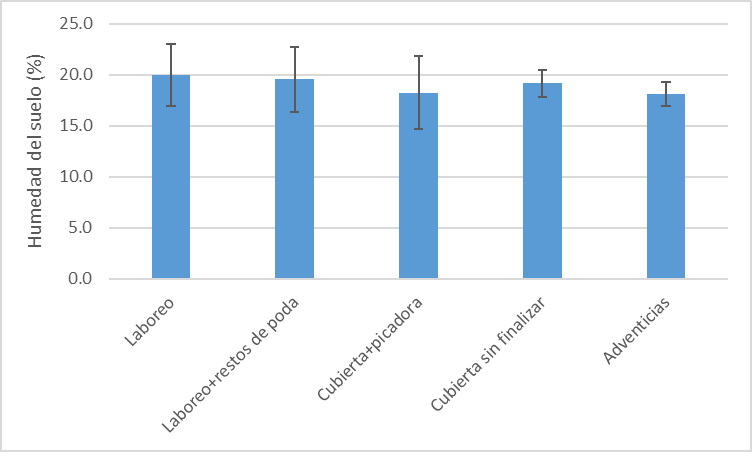 Humedad del suelo (%)
25.0
20.0
15.0
10.0
5.0
0.0
Laboreo
Laboreo+restos de poda
Cubierta+picadora
Cubierta sin finalizar
Adventicias